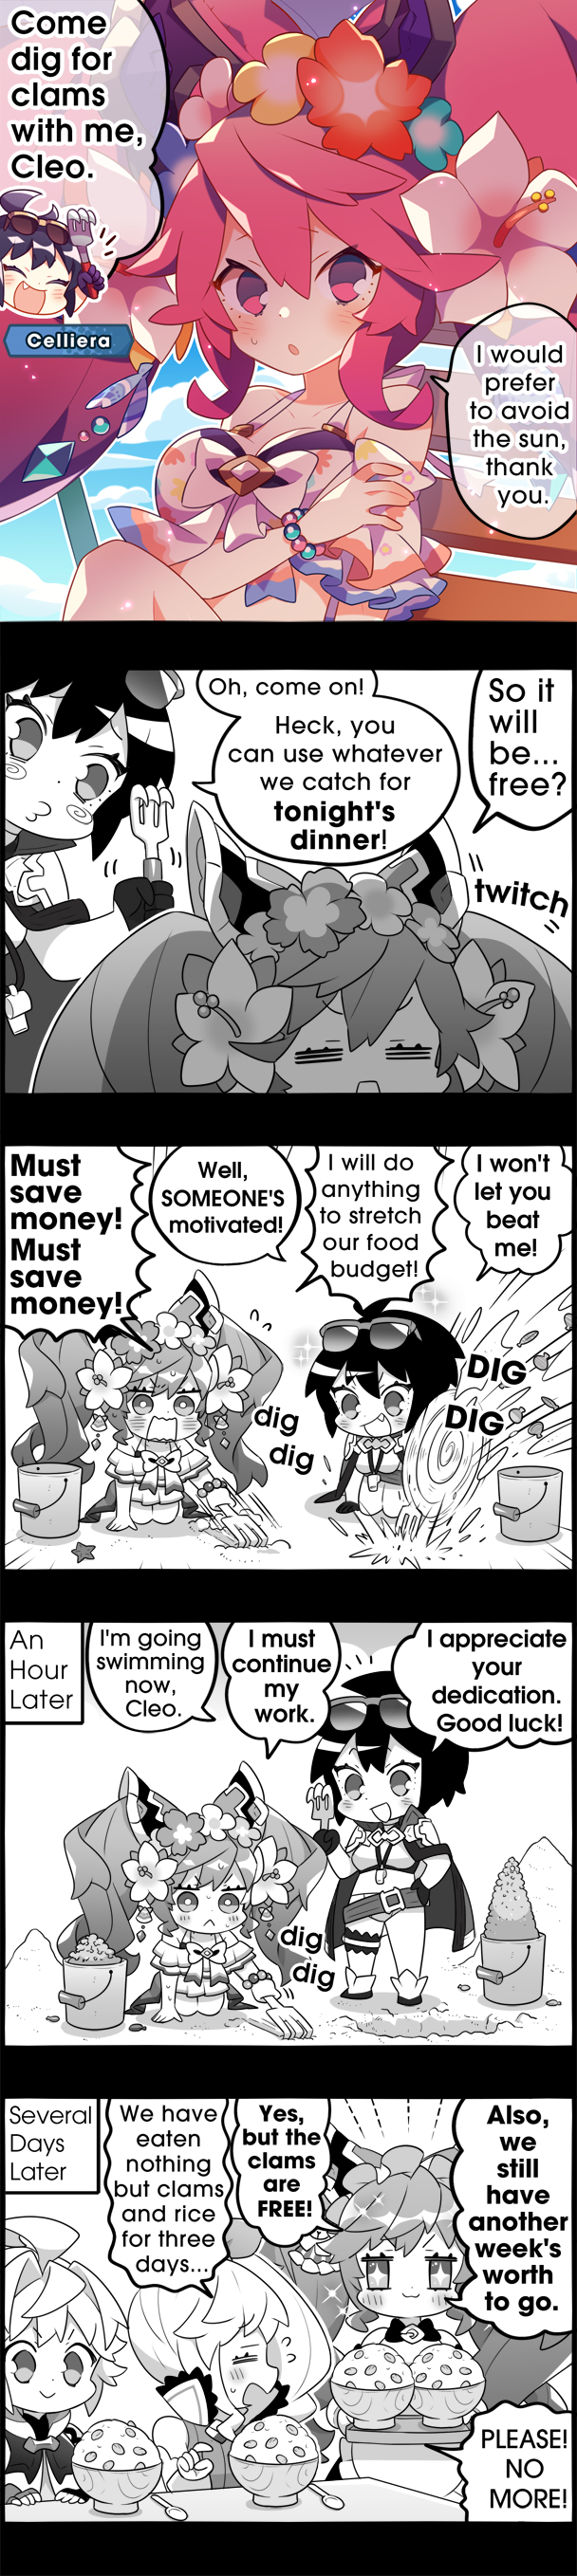 Come
dig for
clams
with me,
Cleo.
Celliera
I would
prefer
to avoid
the sun,
thank
you.
Oh, come on!
Heck, you
can use whatever
we catch for
tonight's
dinner!
So it
will
be...
free?
twitch
Must
save
money!
Must
save
money!
Well,
SOMEONE'S
motivated!
I will do
anything
to stretch
our food
budget!
I won't
let you
beat
me!
dig
dig
DIG
DIG
An
Hour
Later
I'm going
swimming
now,
Cleo.
I must
continue
my
work.
I appreciate
your
dedication.
Good luck!
dig
dig
Several
Days
Later
We have
eaten
nothing
but clams
and rice
for three
days...
Yes,
but the
clams
are
FREE!
Also,
we
still
have
another
week's
worth
to go.
PLEASE!
NO
MORE!